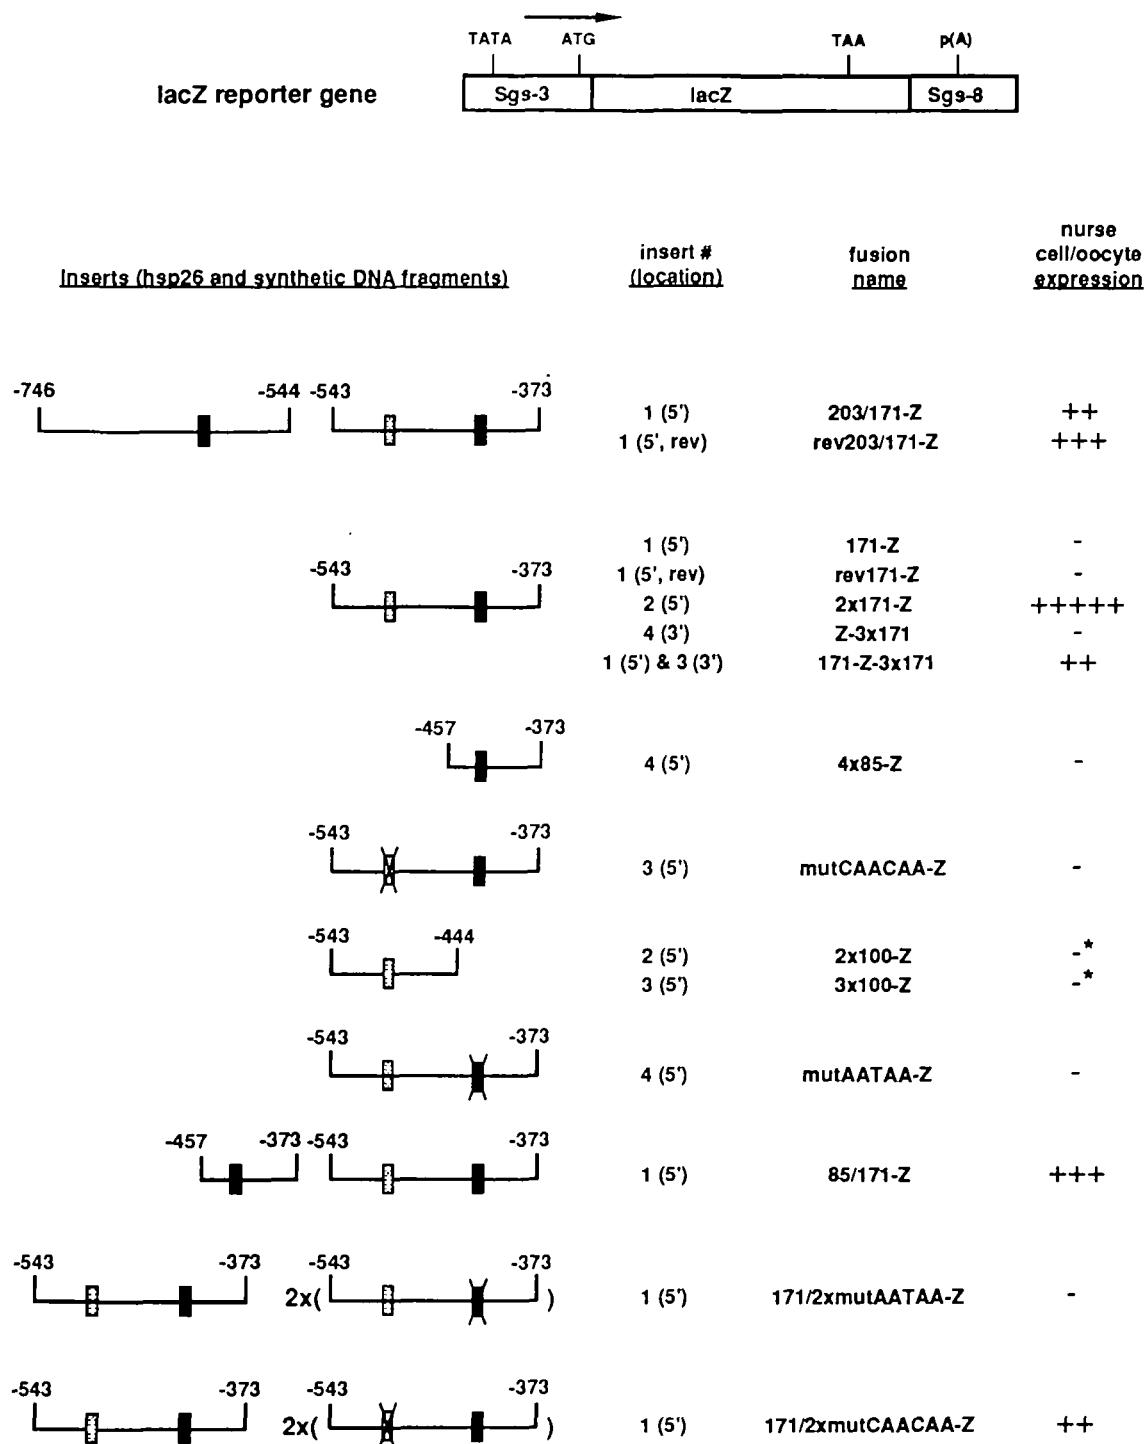 TATA ATG TAA p(A)
lacZ reporter gene Sgs-3 lacZ Sgs-8
nurse
insert # fusion cell/oocyte
Inserts (hsp26 and synthetic DNA fragments) (location) name expression
-746 -544 -543 -373
1 (5') 203/171-Z ++
1 (5', rev) rev203/171-Z +++
1 (5') 171-Z -
-543 -373
1 (5', rev) rev171-Z -
2 (5') 2x171-Z +++++
4 (3') Z-3x171 -
1 (5') & 3 (3') 171-Z-3x171 ++
-457 -373
4 (5') 4x85-Z -
-543 -373
3 (5') mutCAACAA-Z -
-543 -444
2 (5') 2x100-Z -*
3 (5') 3x100-Z -*
-543 -373
4 (5') mutAATAA-Z -
-457 -373 -543 -373
1 (5') 85/171-Z +++
-543 -373 -543 -373
2x( ) 1 (5') 171/2xmutAATAA-Z -
-543 -373 -543 -373
2x( ) 1 (5') 171/2xmutCAACAA-Z ++